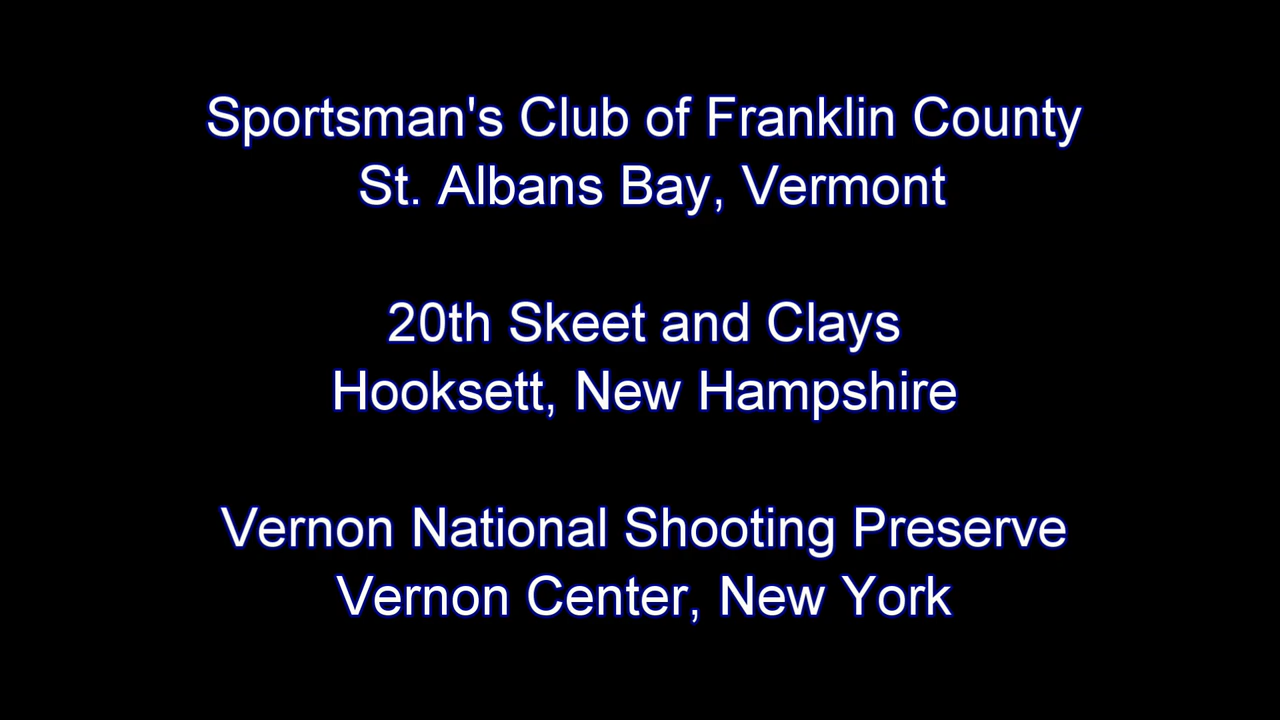 Sportsman's Club of Franklin County
St. Albans Bay, Vermont
20th Skeet and Clays
Hooksett, New Hampshire
Vernon National Shooting Preserve
Vernon Center, New York